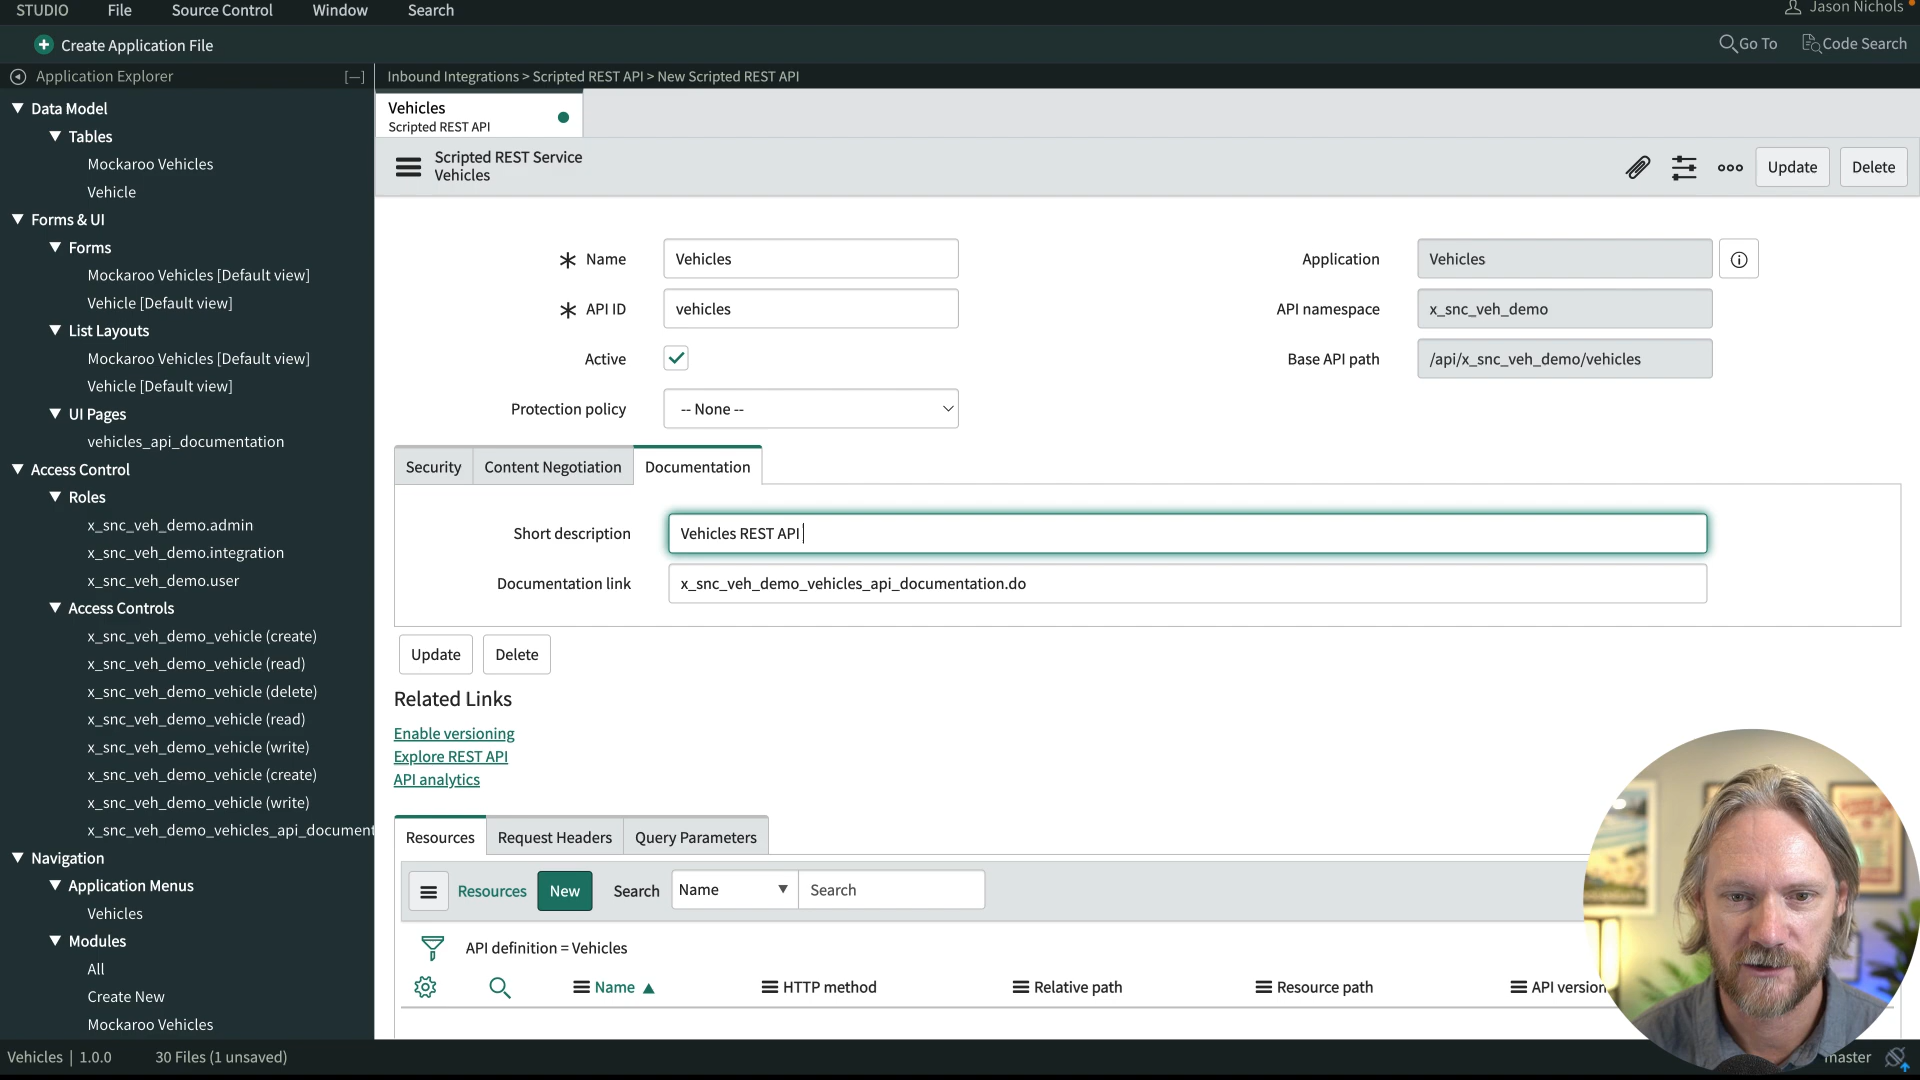 STUDIO File Source Control Window Search
Jason Nichols
Create Application File
Go To Code Search
Application Explorer [—]
Inbound Integrations > Scripted REST API > New Scripted REST API
Data Model
Tables
Mockaroo Vehicles
Vehicle
Forms & UI
Forms
Mockaroo Vehicles [Default view]
Vehicle [Default view]
List Layouts
Mockaroo Vehicles [Default view]
Vehicle [Default view]
UI Pages
vehicles_api_documentation
Access Control
Roles
x_snc_veh_demo.admin
x_snc_veh_demo.integration
x_snc_veh_demo.user
Access Controls
x_snc_veh_demo_vehicle (create)
x_snc_veh_demo_vehicle (read)
x_snc_veh_demo_vehicle (delete)
x_snc_veh_demo_vehicle (read)
x_snc_veh_demo_vehicle (write)
x_snc_veh_demo_vehicle (create)
x_snc_veh_demo_vehicle (write)
x_snc_veh_demo_vehicles_api_document
Navigation
Application Menus
Vehicles
Modules
All
Create New
Mockaroo Vehicles
Vehicles
Scripted REST API
Scripted REST Service
Vehicles
Update Delete
Name Vehicles
API ID vehicles
Active
Protection policy -- None --
Application Vehicles
API namespace x_snc_veh_demo
Base API path /api/x_snc_veh_demo/vehicles
Security Content Negotiation Documentation
Short description Vehicles REST API
Documentation link x_snc_veh_demo_vehicles_api_documentation.do
Update Delete
Related Links
Enable versioning
Explore REST API
API analytics
Resources Request Headers Query Parameters
Resources New Search Name Search
API definition = Vehicles
Name HTTP method Relative path Resource path API version
Vehicles | 1.0.0 30 Files (1 unsaved)
master